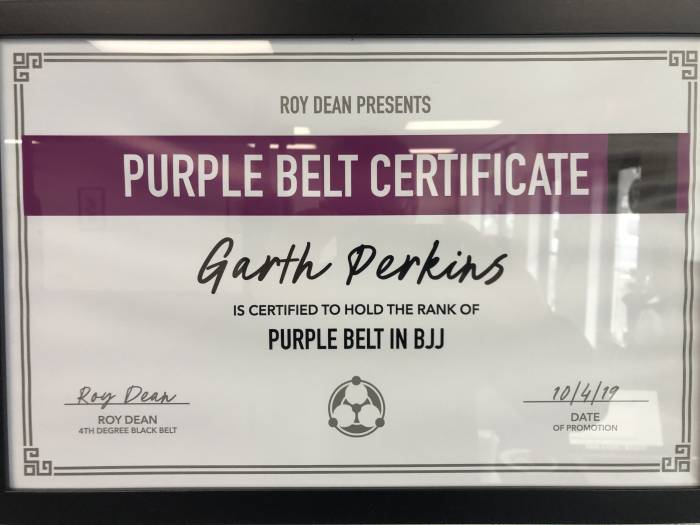 ROY DEAN PRESENTS
PURPLE BELT CERTIFICATE
Garth Perkins
IS CERTIFIED TO HOLD THE RANK OF
PURPLE BELT IN BJJ
Roy Dean
ROY DEAN
4TH DEGREE BLACK BELT
10/4/19
DATE
OF PROMOTION